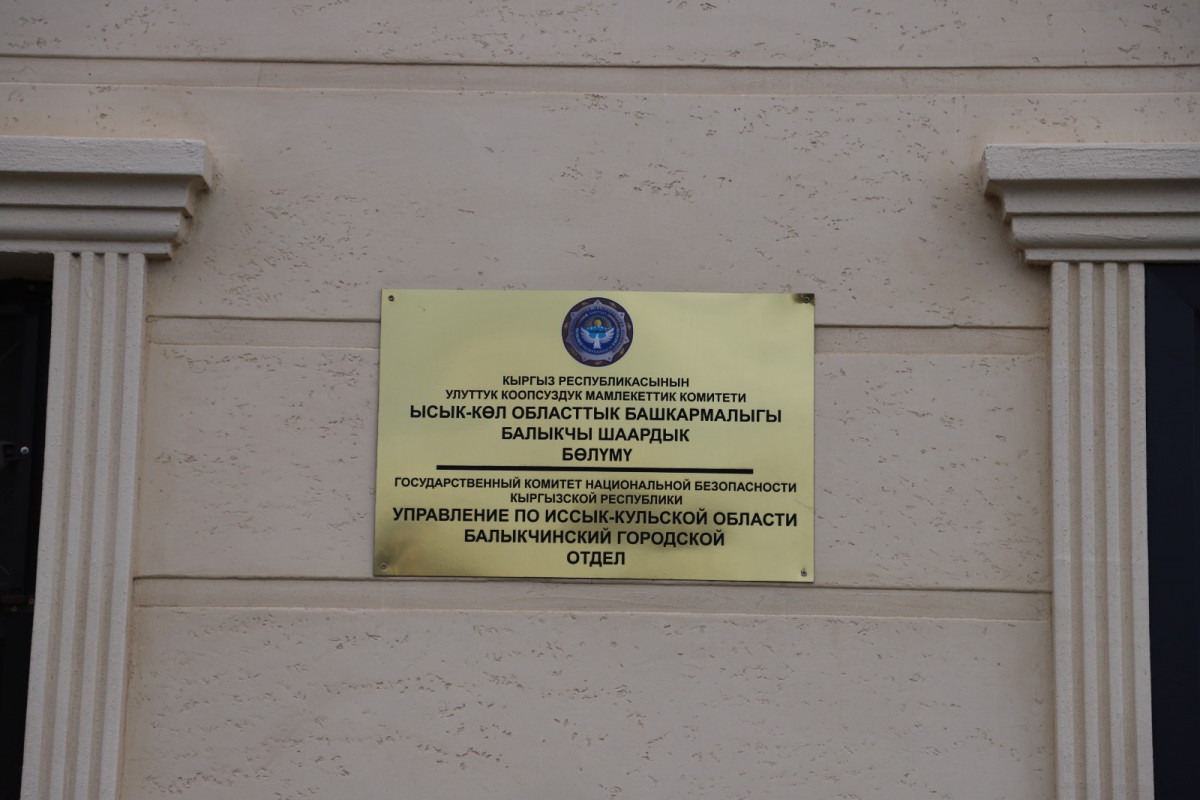 КЫРГЫЗ РЕСПУБЛИКАСЫНЫН
УЛУТТУК КООПСУЗДУК МАМЛЕКЕТТИК КОМИТЕТИ
ЫСЫК-КӨЛ ОБЛАСТТЫК БАШКАРМАЛЫГЫ
БАЛЫКЧЫ ШААРДЫК
БӨЛҮМҮ
ГОСУДАРСТВЕННЫЙ КОМИТЕТ НАЦИОНАЛЬНОЙ БЕЗОПАСНОСТИ
КЫРГЫЗСКОЙ РЕСПУБЛИКИ
УПРАВЛЕНИЕ ПО ИССЫК-КУЛЬСКОЙ ОБЛАСТИ
БАЛЫКЧИНСКИЙ ГОРОДСКОЙ
ОТДЕЛ